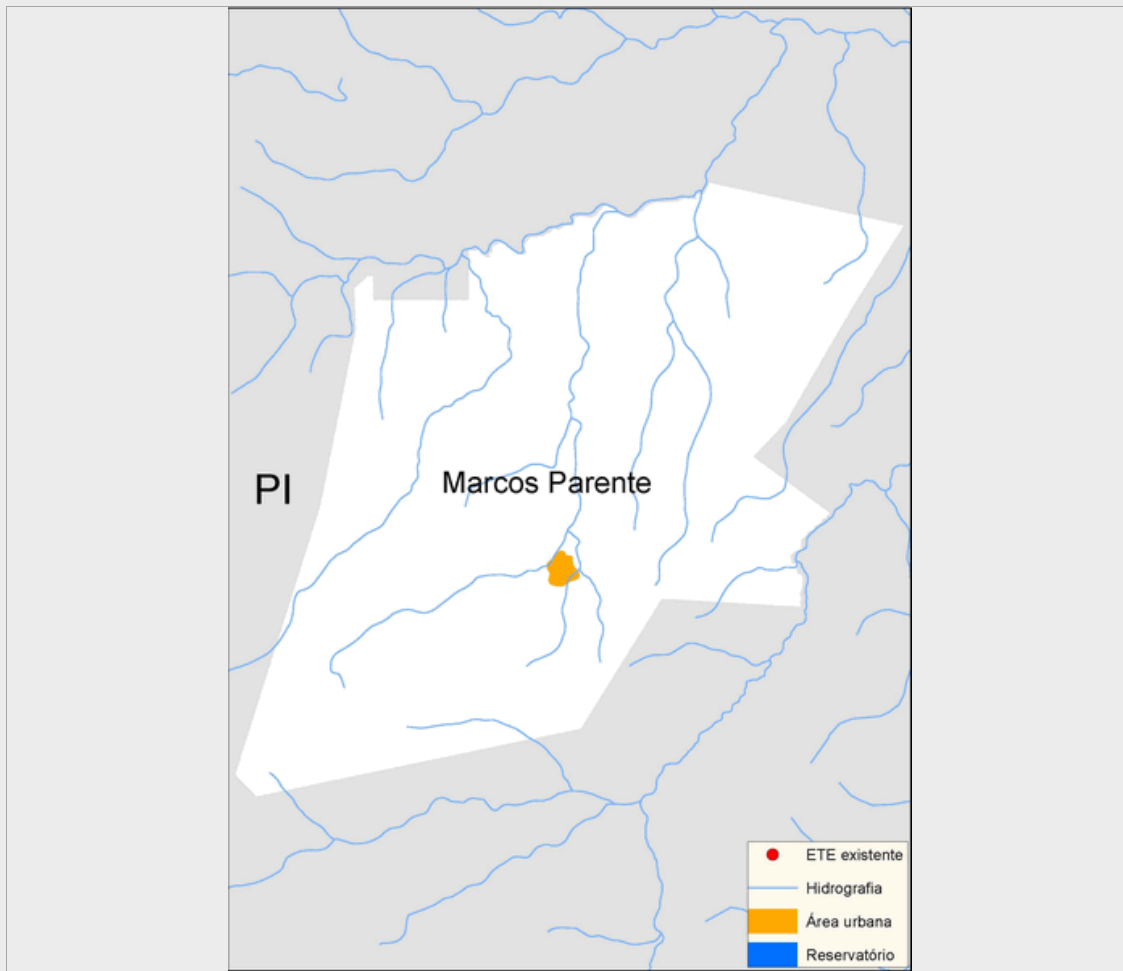 PI
Marcos Parente
ETE existente
Hidrografia
Área urbana
Reservatório